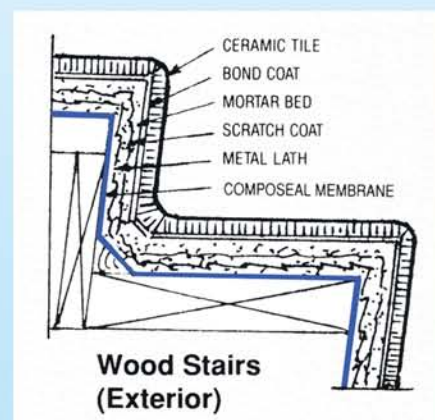 CERAMIC TILE
BOND COAT
MORTAR BED
SCRATCH COAT
METAL LATH
COMPOSEAL MEMBRANE
Wood Stairs
(Exterior)